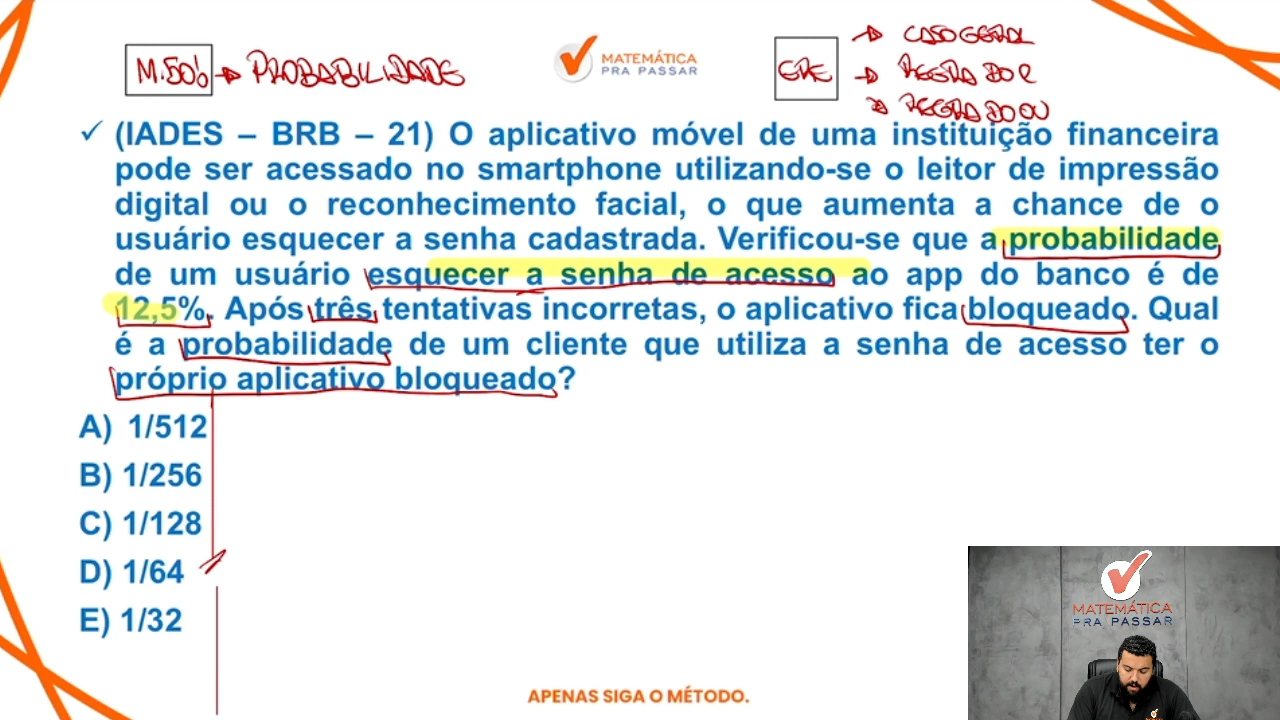 M.50% → PROBABILIDADE
MATEMÁTICA
PRA PASSAR
→ CASO GERAL
→ REGRA DO E
→ REGRA DO OU
✓ (IADES – BRB – 21) O aplicativo móvel de uma instituição financeira
pode ser acessado no smartphone utilizando-se o leitor de impressão
digital ou o reconhecimento facial, o que aumenta a chance de o
usuário esquecer a senha cadastrada. Verificou-se que a probabilidade
de um usuário esquecer a senha de acesso ao app do banco é de
12,5%. Após três tentativas incorretas, o aplicativo fica bloqueado. Qual
é a probabilidade de um cliente que utiliza a senha de acesso ter o
próprio aplicativo bloqueado?
A) 1/512
B) 1/256
C) 1/128
D) 1/64
E) 1/32
MATEMÁTICA
PRA PASSAR
APENAS SIGA O MÉTODO.